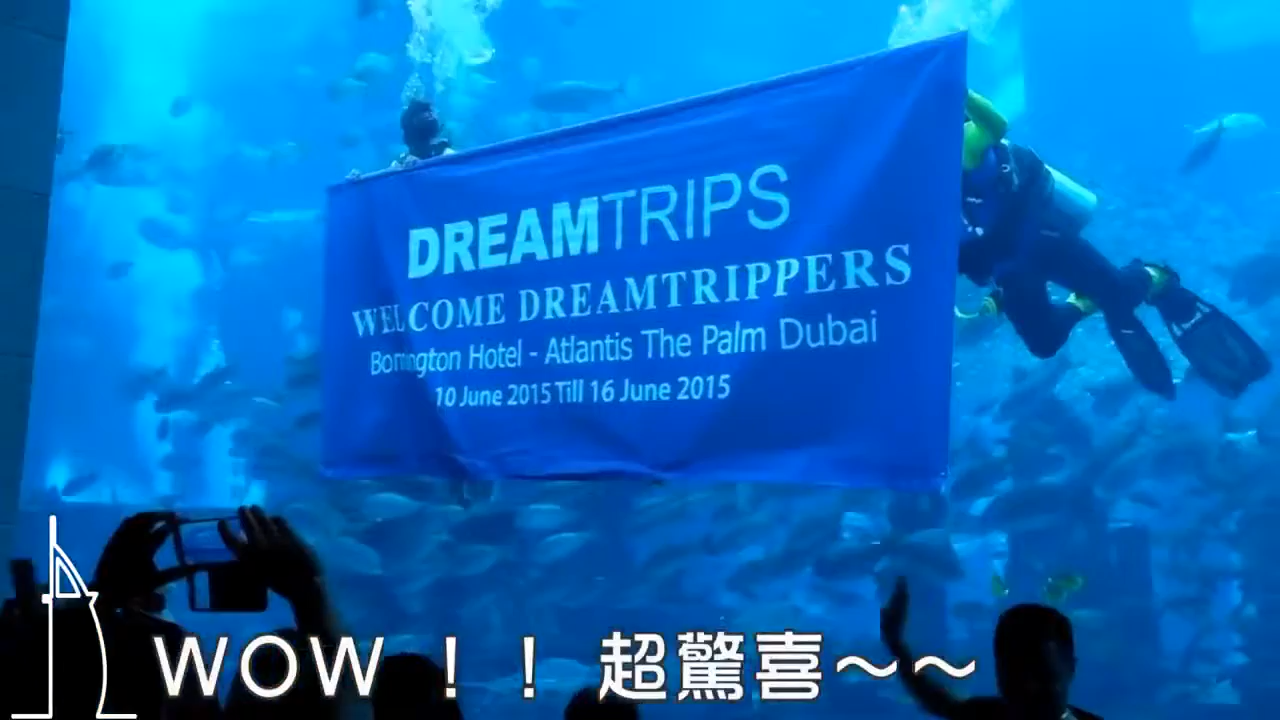 DREAMTRIPS
WELCOME DREAMTRIPPERS
Bonnington Hotel - Atlantis The Palm Dubai
10 June 2015 Till 16 June 2015
WOW ！！ 超驚喜～～